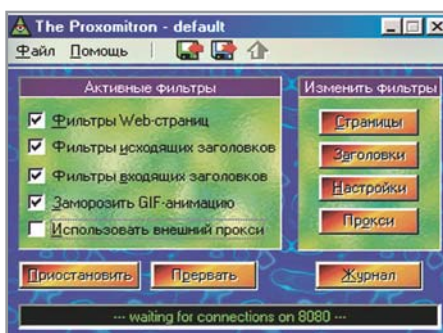 The Proxomitron - default
Файл Помощь
Активные фильтры
Фильтры Web-страниц
Фильтры исходящих заголовков
Фильтры входящих заголовков
Заморозить GIF-анимацию
Использовать внешний прокси
Изменить фильтры
Страницы
Заголовки
Настройки
Прокси
Приостановить Прервать Журнал
--- waiting for connections on 8080 ---